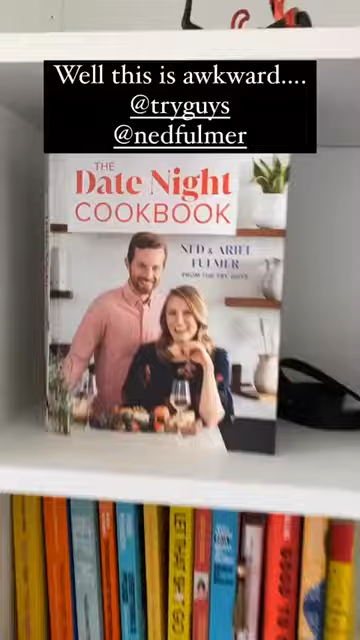 Well this is awkward....
@tryguys
@nedfulmer
THE
Date Night
COOKBOOK
NED & ARIEL
FULMER
FROM THE TRY GUYS